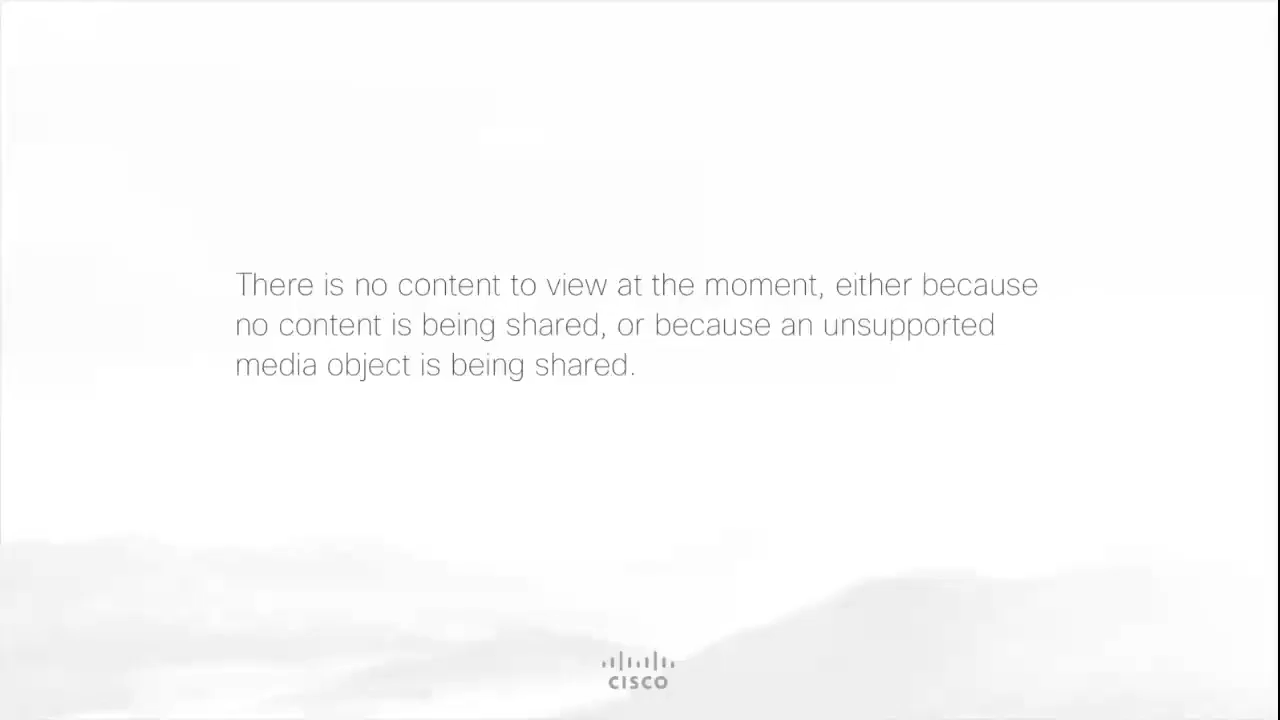 There is no content to view at the moment, either because
no content is being shared, or because an unsupported
media object is being shared.
CISCO